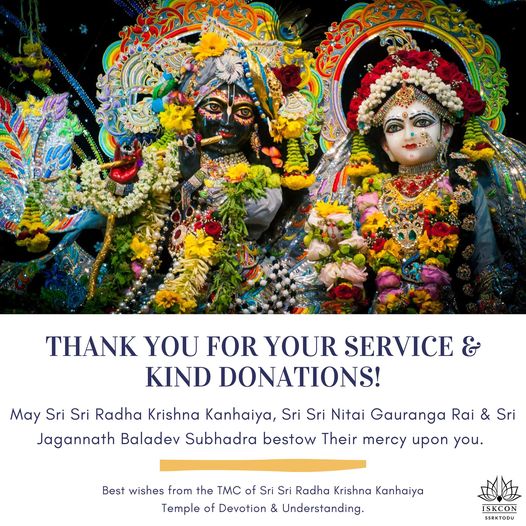 THANK YOU FOR YOUR SERVICE &
KIND DONATIONS!
May Sri Sri Radha Krishna Kanhaiya, Sri Sri Nitai Gauranga Rai & Sri
Jagannath Baladev Subhadra bestow Their mercy upon you.
Best wishes from the TMC of Sri Sri Radha Krishna Kanhaiya
Temple of Devotion & Understanding.
ISKCON
SSRKTODU